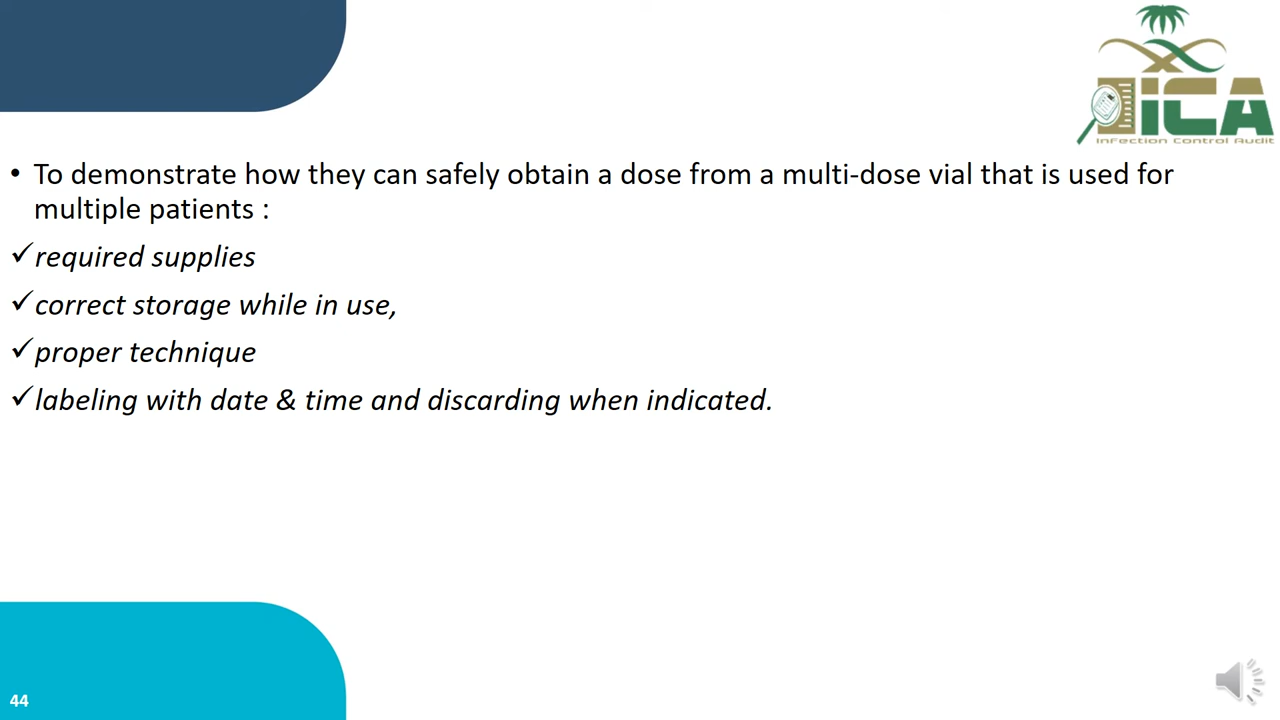 iCA
Infection Control Audit
• To demonstrate how they can safely obtain a dose from a multi-dose vial that is used for
multiple patients :
✓required supplies
✓correct storage while in use,
✓proper technique
✓labeling with date & time and discarding when indicated.
44